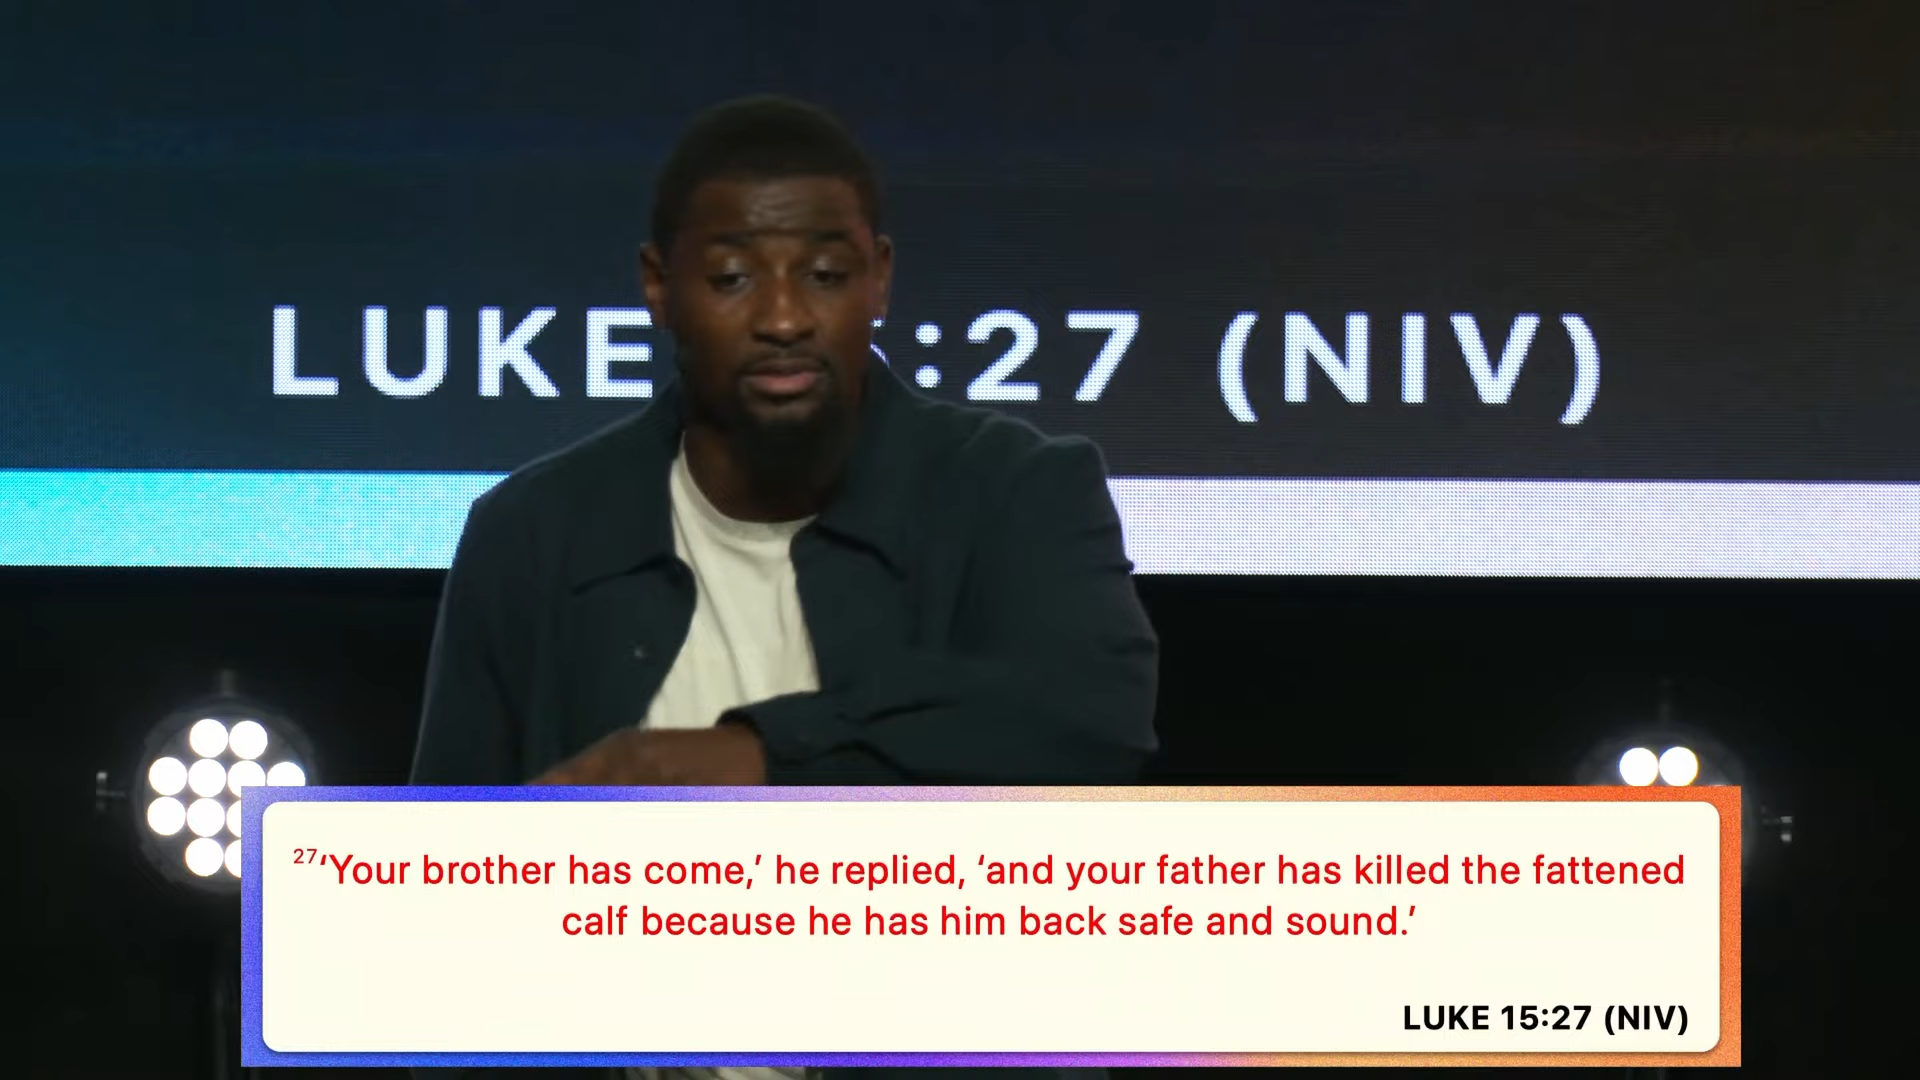 LUKE :27 (NIV)
27‘Your brother has come,’ he replied, ‘and your father has killed the fattened
calf because he has him back safe and sound.’
LUKE 15:27 (NIV)